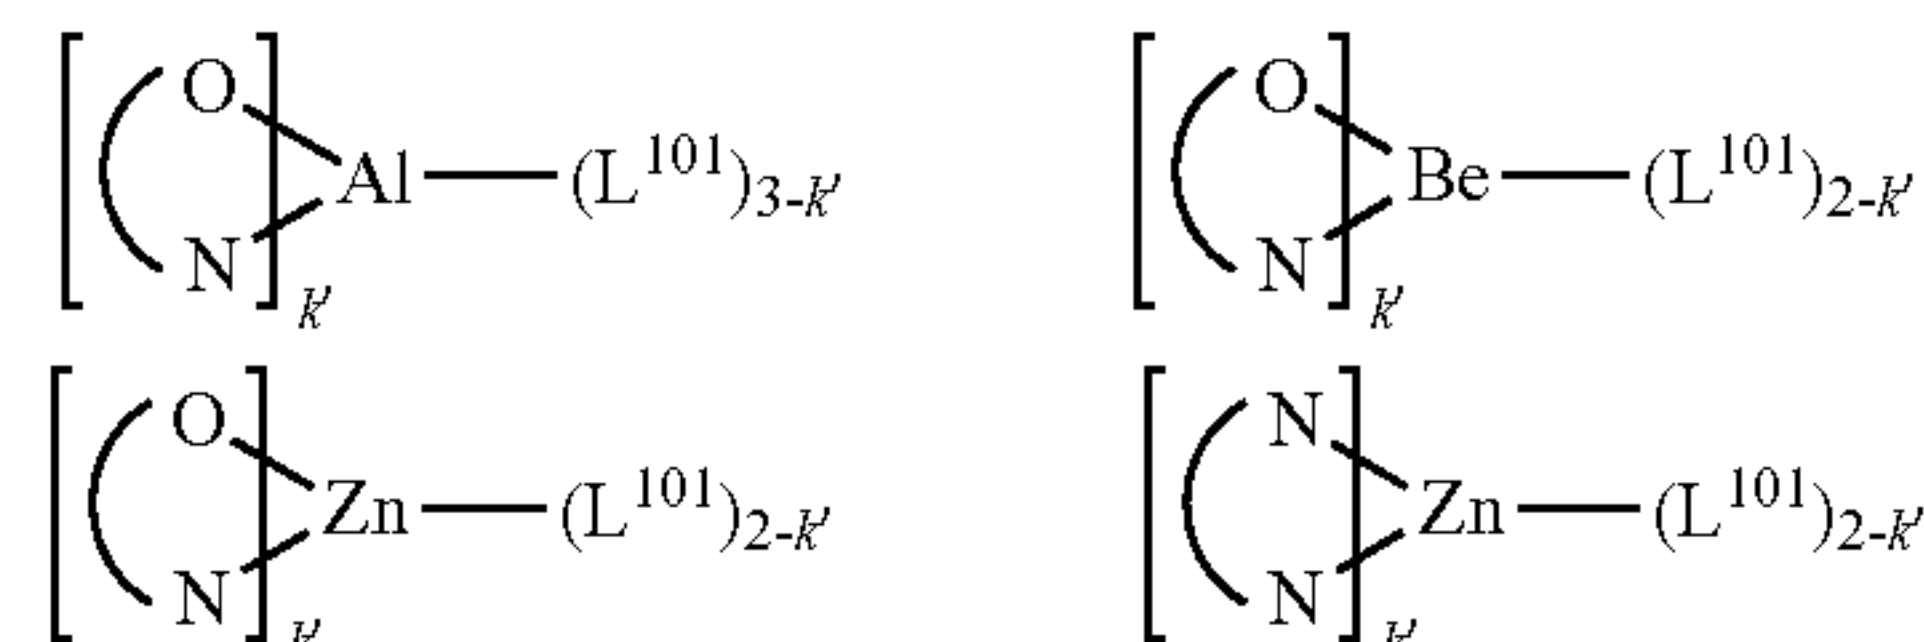 O O
Al (L101)3-k' Be (L101)2-k'
N N
k' k'
O N
Zn (L101)2-k' Zn (L101)2-k'
N N
k' k'